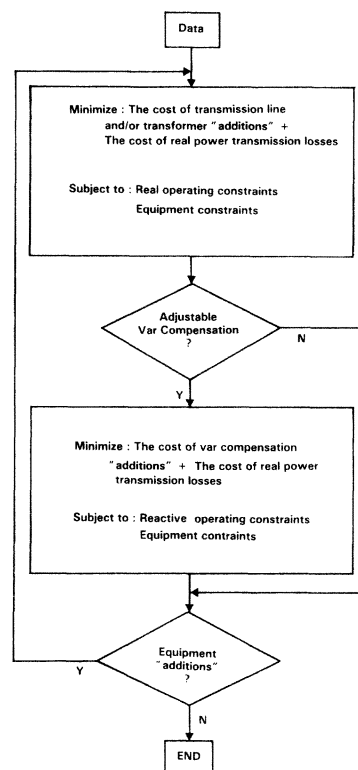 Data
Minimize : The cost of transmission line
and/or transformer "additions" +
The cost of real power transmission losses
Subject to : Real operating constraints
Equipment constraints
Adjustable
Var Compensation
?
N
Y
Minimize : The cost of var compensation
"additions" + The cost of real power
transmission losses
Subject to : Reactive operating constraints
Equipment contraints
Equipment
"additions"
?
Y
N
END